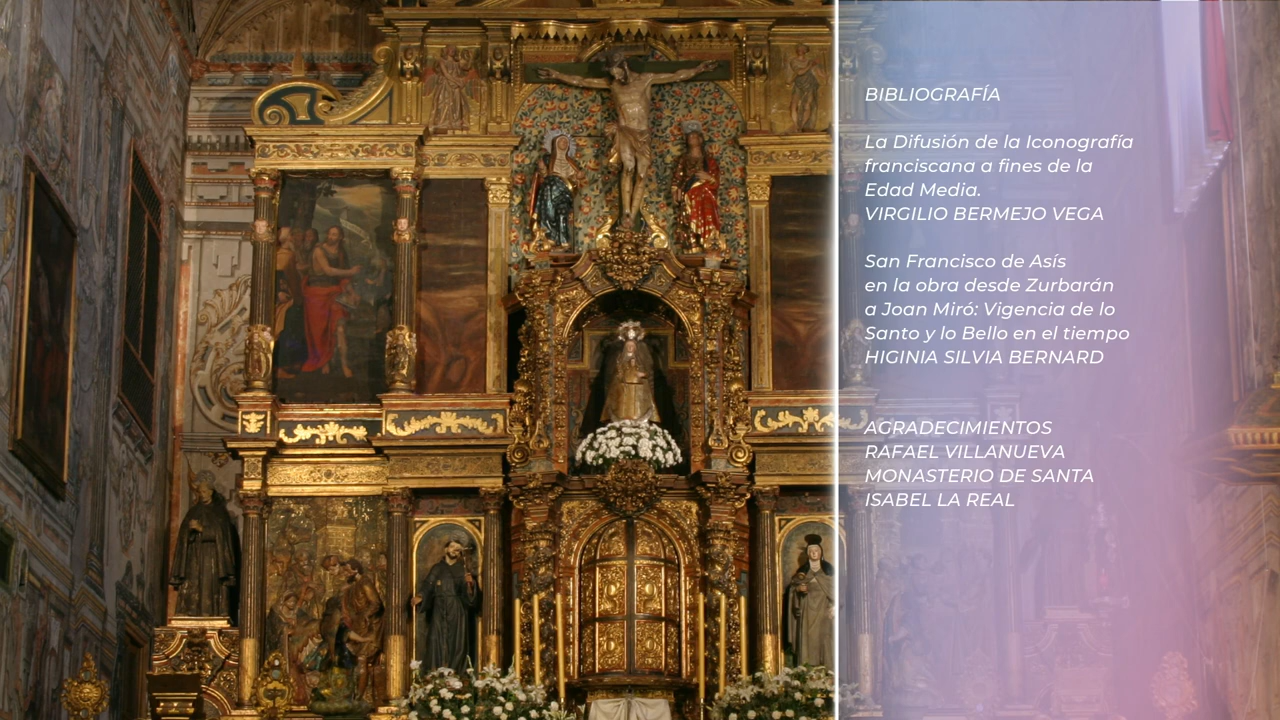 BIBLIOGRAFÍA
La Difusión de la Iconografía
franciscana a fines de la
Edad Media.
VIRGILIO BERMEJO VEGA
San Francisco de Asís
en la obra desde Zurbarán
a Joan Miró: Vigencia de lo
Santo y lo Bello en el tiempo
HIGINIA SILVIA BERNARD
AGRADECIMIENTOS
RAFAEL VILLANUEVA
MONASTERIO DE SANTA
ISABEL LA REAL